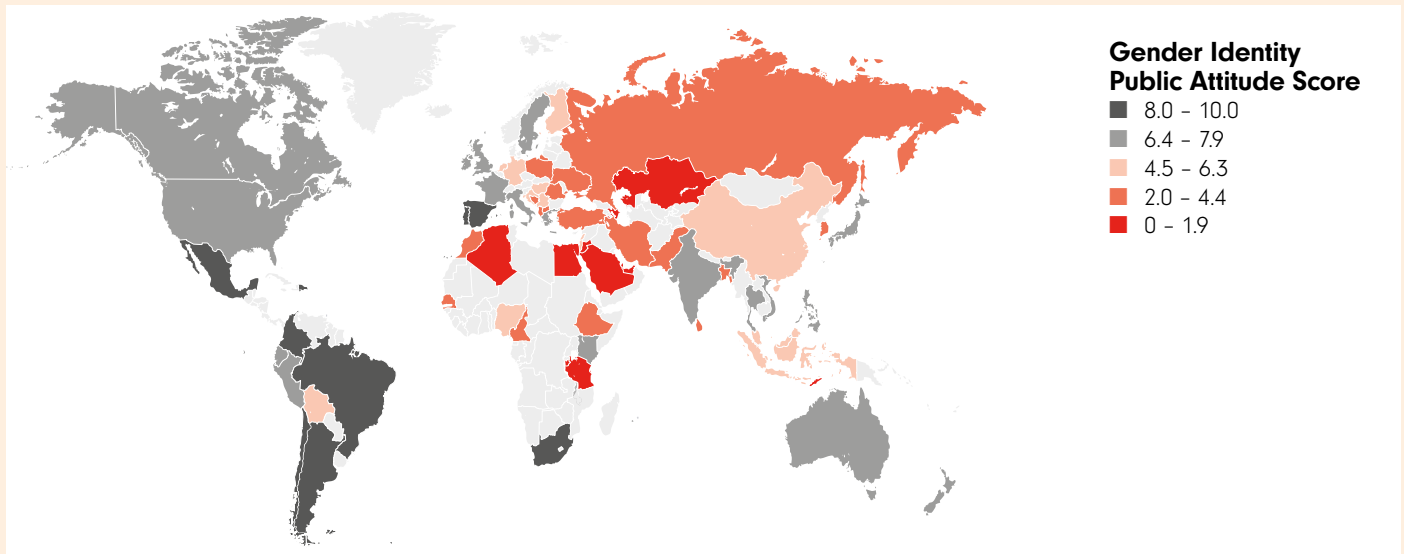 Gender Identity
Public Attitude Score
8.0 – 10.0
6.4 – 7.9
4.5 – 6.3
2.0 – 4.4
0 – 1.9